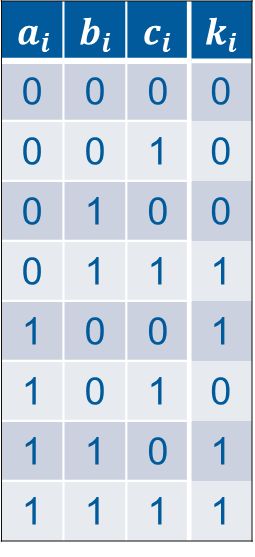 aᵢ bᵢ cᵢ kᵢ
0 0 0 0
0 0 1 0
0 1 0 0
0 1 1 1
1 0 0 1
1 0 1 0
1 1 0 1
1 1 1 1